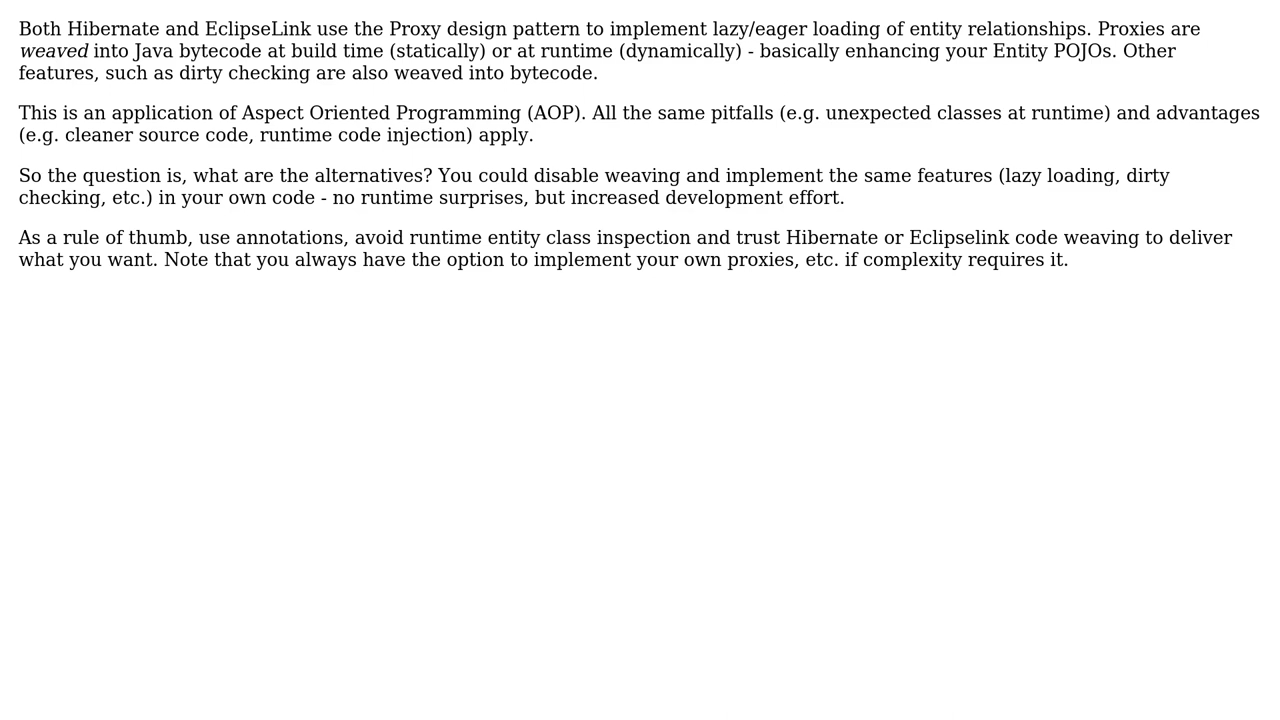 Both Hibernate and EclipseLink use the Proxy design pattern to implement lazy/eager loading of entity relationships. Proxies are
weaved into Java bytecode at build time (statically) or at runtime (dynamically) - basically enhancing your Entity POJOs. Other
features, such as dirty checking are also weaved into bytecode.
This is an application of Aspect Oriented Programming (AOP). All the same pitfalls (e.g. unexpected classes at runtime) and advantages
(e.g. cleaner source code, runtime code injection) apply.
So the question is, what are the alternatives? You could disable weaving and implement the same features (lazy loading, dirty
checking, etc.) in your own code - no runtime surprises, but increased development effort.
As a rule of thumb, use annotations, avoid runtime entity class inspection and trust Hibernate or Eclipselink code weaving to deliver
what you want. Note that you always have the option to implement your own proxies, etc. if complexity requires it.